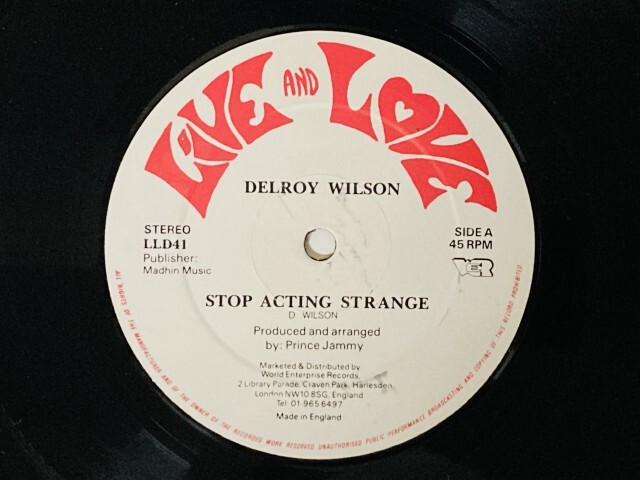 LIVE AND LOVE
DELROY WILSON
STEREO
LLD41
Publisher:
Madhin Music
SIDE A
45 RPM
WER
STOP ACTING STRANGE
D. WILSON
Produced and arranged
by: Prince Jammy
Marketed & Distributed by
World Enterprise Records,
2 Library Parade, Craven Park, Harlesden,
London NW10 8SG, England
Tel: 01 965 6497
Made in England
ALL RIGHTS OF THE MANUFACTURER AND OF THE OWNER OF THE RECORDED WORK RESERVED UNAUTHORISED PUBLIC PERFORMANCE BROADCASTING AND COPYING OF THIS RECORD PROHIBITED